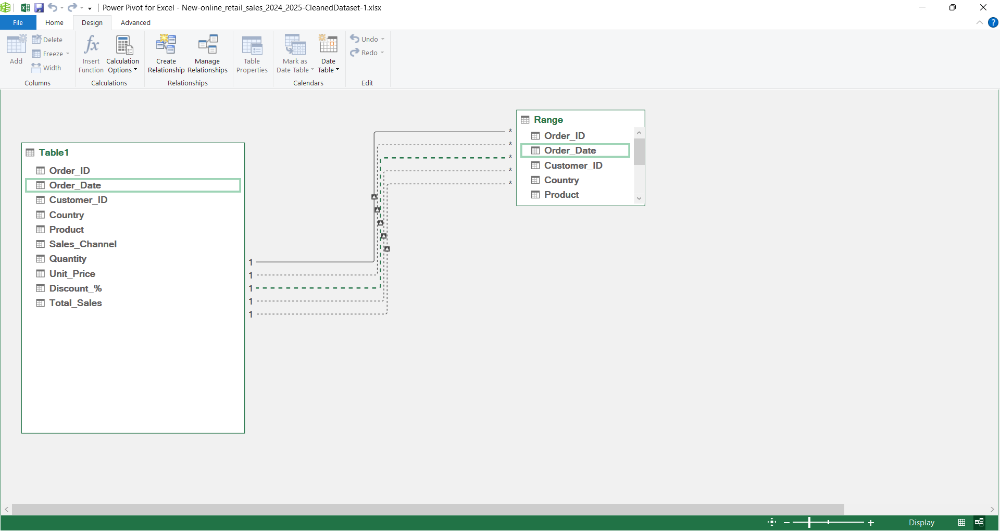 Power Pivot for Excel - New-online_retail_sales_2024_2025-CleanedDataset-1.xlsx
File Home Design Advanced ?
Add
Delete
Freeze
Width
Columns
Insert
Function
Calculation
Options
Calculations
Create
Relationship
Manage
Relationships
Relationships
Table
Properties
Mark as
Date Table
Date
Table
Calendars
Undo
Redo
Edit
Table1
Order_ID
Order_Date
Customer_ID
Country
Product
Sales_Channel
Quantity
Unit_Price
Discount_%
Total_Sales
1
1
1
1
1
*
*
*
*
*
Range
Order_ID
Order_Date
Customer_ID
Country
Product
Display